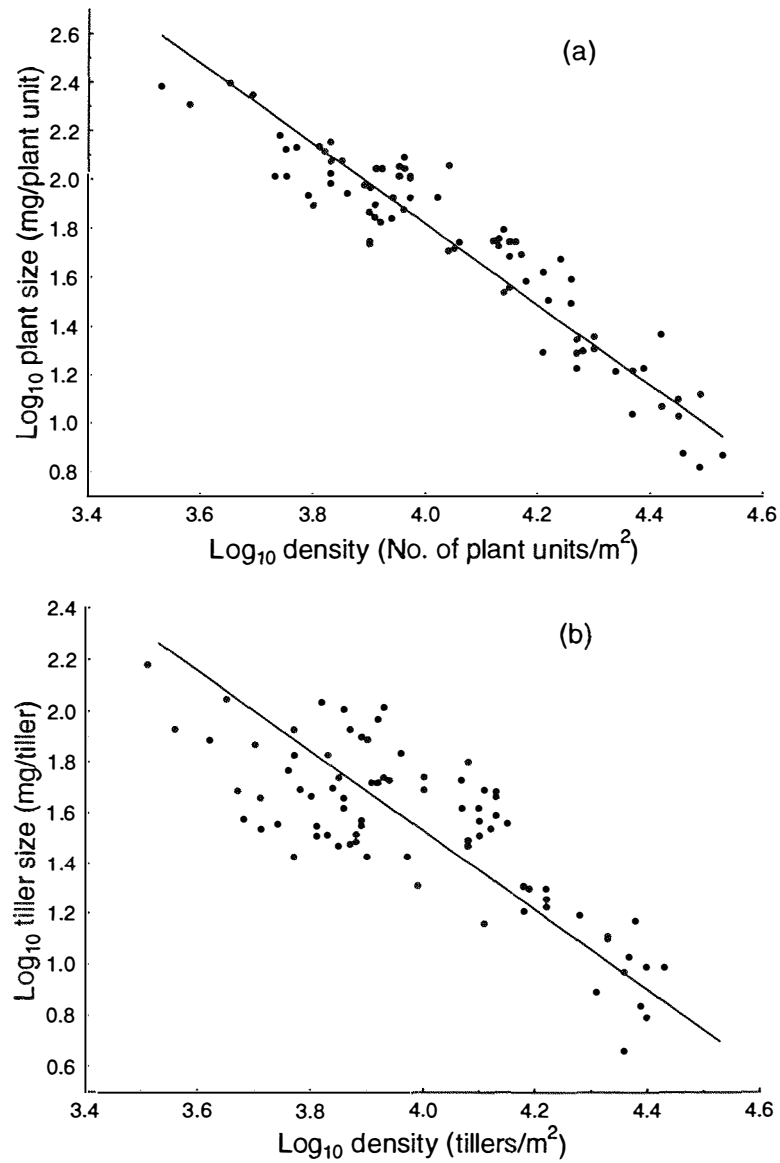 (a)
Log10 plant size (mg/plant unit)
2.6
2.4
2.2
2.0
1.8
1.6
1.4
1.2
1.0
0.8
3.4 3.6 3.8 4.0 4.2 4.4 4.6
Log10 density (No. of plant units/m2)
(b)
Log10 tiller size (mg/tiller)
2.4
2.2
2.0
1.8
1.6
1.4
1.2
1.0
0.8
0.6
3.4 3.6 3.8 4.0 4.2 4.4 4.6
Log10 density (tillers/m2)